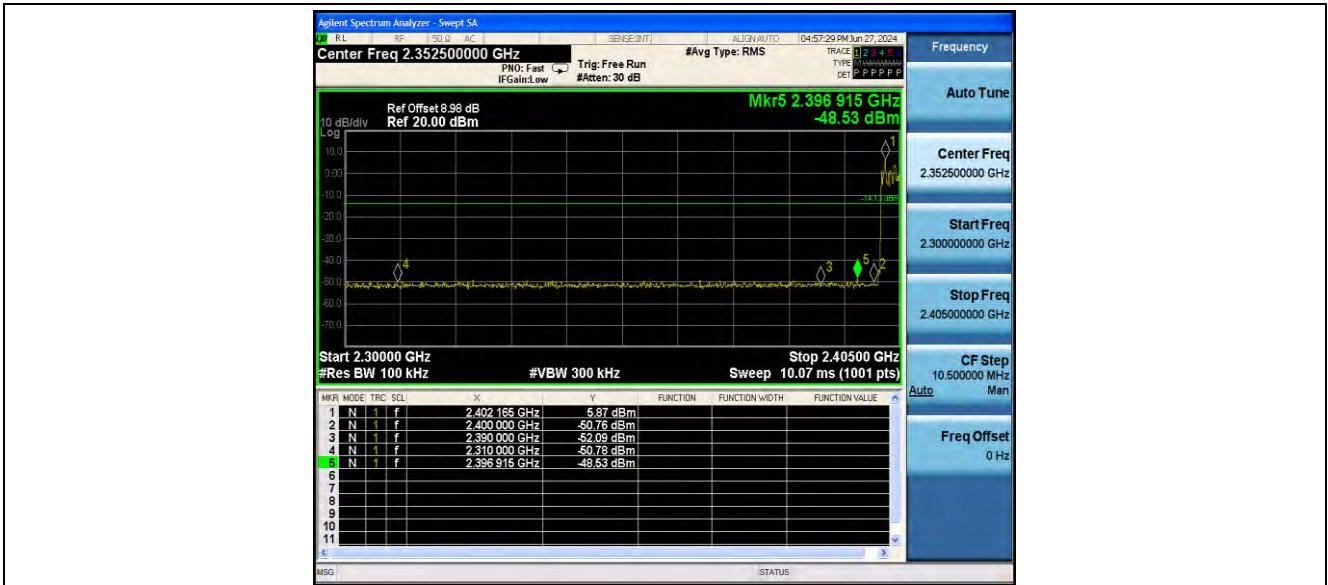 Agilent Spectrum Analyzer - Swept SA
RL RF 50 Ω AC SENSE:INT ALIGN AUTO 04:57:29 PM Jun 27, 2024
Center Freq 2.352500000 GHz
#Avg Type: RMS
TRACE 1 2 3 4 5 6
PNO: Fast
Trig: Free Run
TYPE
IFGain:Low
#Atten: 30 dB
DET P P P P P P
Mkr5 2.396 915 GHz
-48.53 dBm
Ref Offset 8.98 dB
10 dB/div Ref 20.00 dBm
Log
10.0
0.00
-10.0
-20.0
-30.0
-40.0
-50.0
-60.0
-70.0
1
-14.13 dBm
4
3
5
2
Start 2.30000 GHz Stop 2.40500 GHz
#Res BW 100 kHz #VBW 300 kHz Sweep 10.07 ms (1001 pts)
MKR MODE TRC SCL X Y FUNCTION FUNCTION WIDTH FUNCTION VALUE
1 N 1 f 2.402 165 GHz 5.87 dBm
2 N 1 f 2.400 000 GHz -50.76 dBm
3 N 1 f 2.390 000 GHz -52.09 dBm
4 N 1 f 2.310 000 GHz -50.78 dBm
5 N 1 f 2.396 915 GHz -48.53 dBm
6
7
8
9
10
11
MSG STATUS
Frequency
Auto Tune
Center Freq
2.352500000 GHz
Start Freq
2.300000000 GHz
Stop Freq
2.405000000 GHz
CF Step
10.500000 MHz
Auto Man
Freq Offset
0 Hz